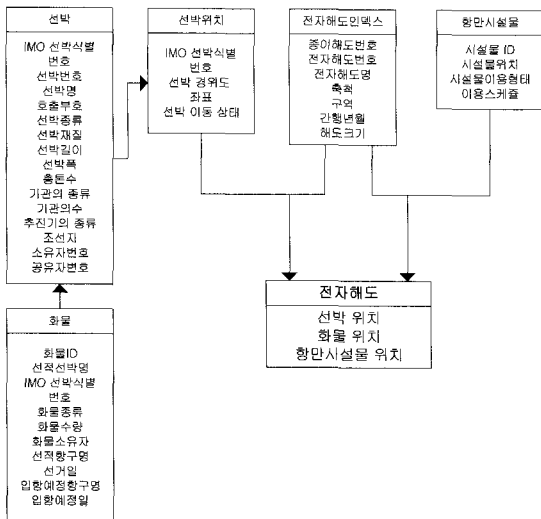 선박
IMO 선박식별
번호
선박번호
선박명
호출부호
선박종류
선박재질
선박길이
선박폭
총톤수
기관의 종류
기관의수
추진기의 종류
조선지
소유자번호
공유자번호
선박위치
IMO 선박식별
번호
선박 경위도
좌표
선박 이동 상태
전자해도인덱스
종이해도번호
전자해도번호
전자해도명
축척
구역
간행년월
해도크기
항만시설물
시설물 ID
시설물위치
시설물이용형태
이용스케쥴
전자해도
선박 위치
화물 위치
항만시설물 위치
화물
화물ID
선적선박명
IMO 선박식별
번호
화물종류
화물수량
화물소유자
선적항구명
선거일
입항예정항구명
입항예정일